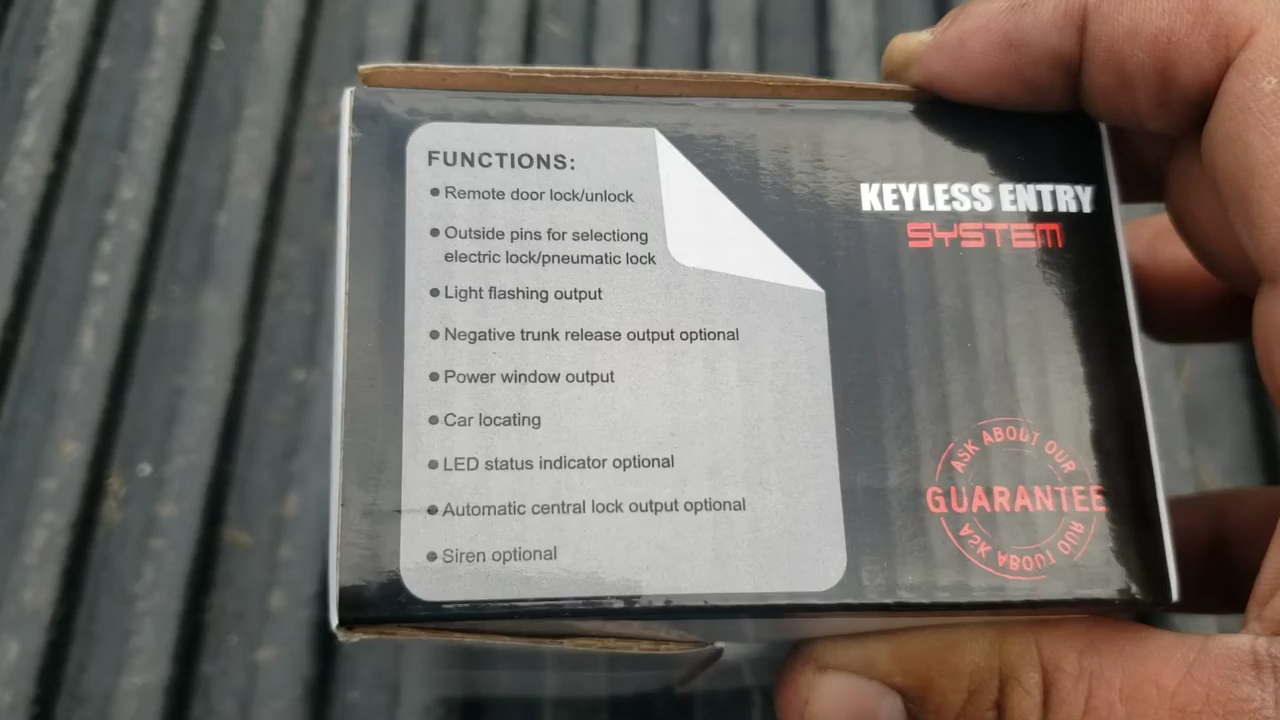 FUNCTIONS:
● Remote door lock/unlock
● Outside pins for selectiong
electric lock/pneumatic lock
● Light flashing output
● Negative trunk release output optional
● Power window output
● Car locating
● LED status indicator optional
● Automatic central lock output optional
● Siren optional
KEYLESS ENTRY
SYSTEM
ASK ABOUT OUR
GUARANTEE
ASK ABOUT OUR